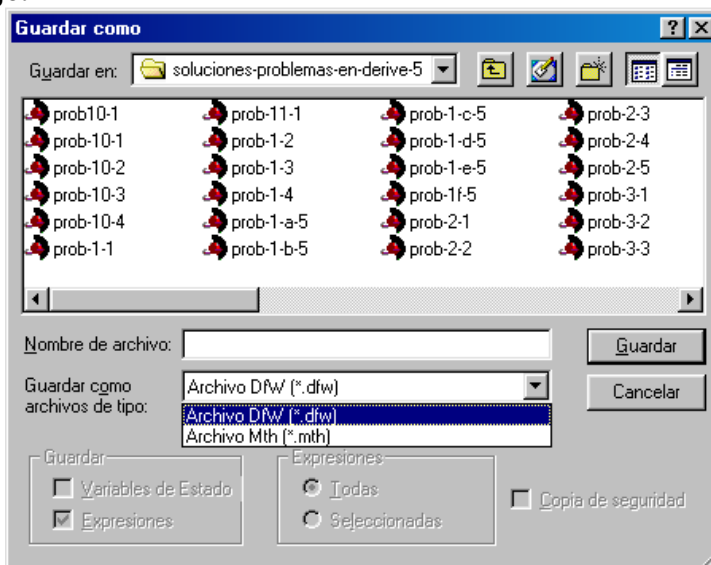 Guardar como
Guardar en: soluciones-problemas-en-derive-5
prob10-1 prob-11-1 prob-1-c-5 prob-2-3
prob-10-1 prob-1-2 prob-1-d-5 prob-2-4
prob-10-2 prob-1-3 prob-1-e-5 prob-2-5
prob-10-3 prob-1-4 prob-1f-5 prob-3-1
prob-10-4 prob-1-a-5 prob-2-1 prob-3-2
prob-1-1 prob-1-b-5 prob-2-2 prob-3-3
Nombre de archivo: Guardar
Guardar como archivos de tipo: Archivo DfW (*.dfw) Cancelar
Archivo DfW (*.dfw)
Archivo Mth (*.mth)
Guardar Expresiones
Variables de Estado Todas Copia de seguridad
Expresiones Seleccionadas